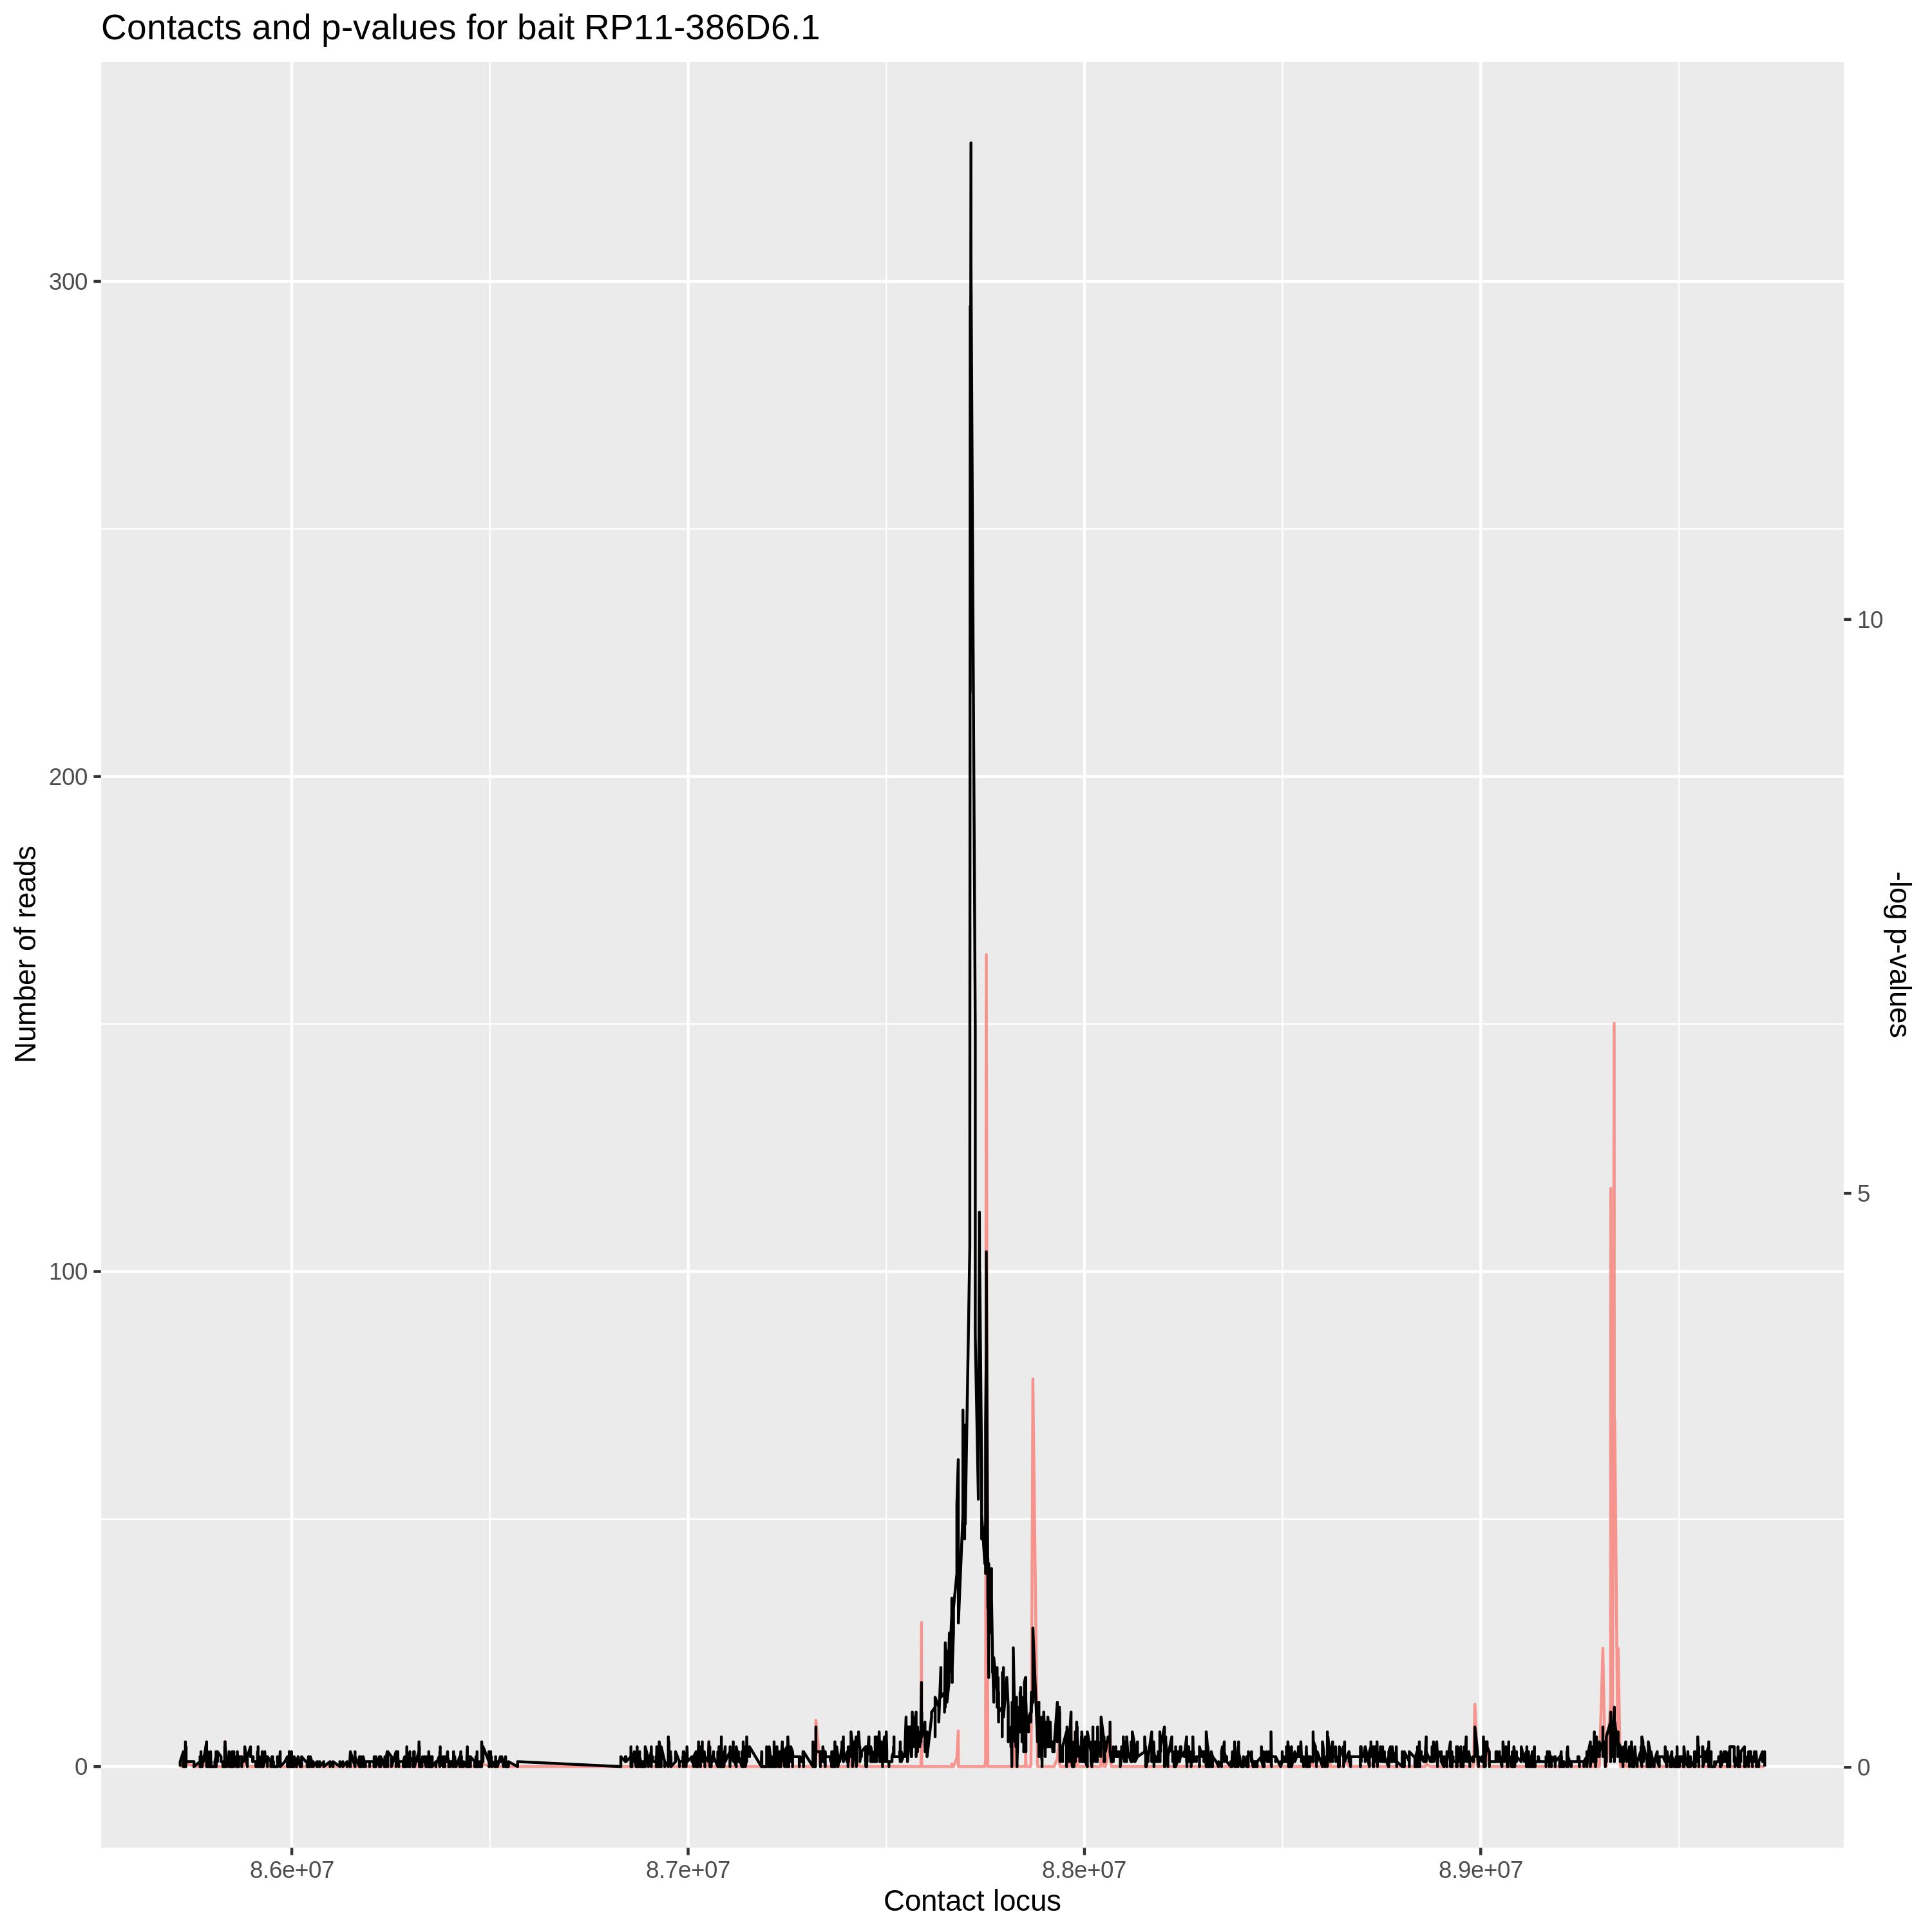 Contacts and p-values for bait RP11-386D6.1
300
200
100
0
Number of reads
10
5
0
-log p-values
8.6e+07
8.7e+07
8.8e+07
8.9e+07
Contact locus